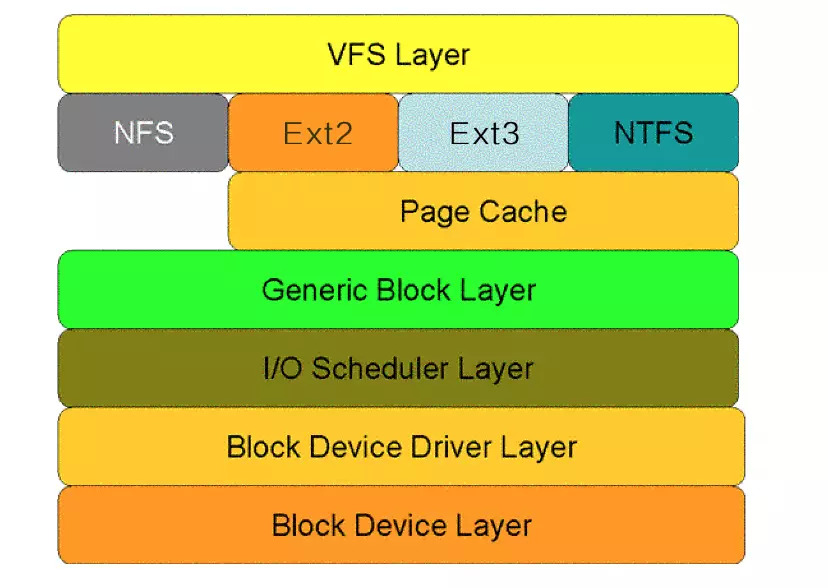 VFS Layer
NFS Ext2 Ext3 NTFS
Page Cache
Generic Block Layer
I/O Scheduler Layer
Block Device Driver Layer
Block Device Layer